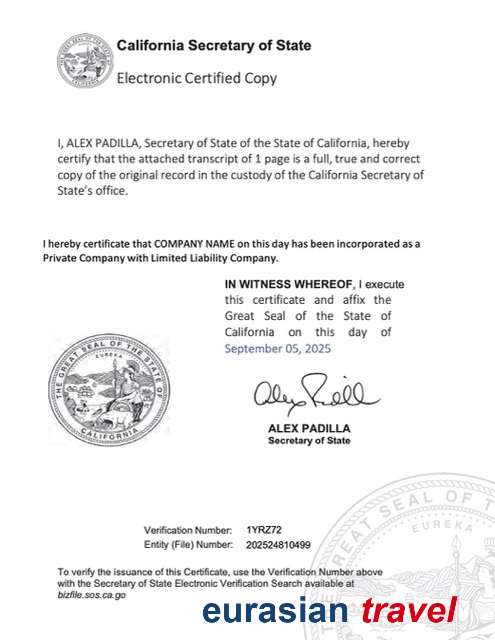 California Secretary of State
Electronic Certified Copy
I, ALEX PADILLA, Secretary of State of the State of California, hereby
certify that the attached transcript of 1 page is a full, true and correct
copy of the original record in the custody of the California Secretary of
State's office.
I hereby certificate that COMPANY NAME on this day has been incorporated as a
Private Company with Limited Liability Company.
IN WITNESS WHEREOF, I execute
this certificate and affix the
Great Seal of the State of
California on this day of
September 05, 2025
THE GREAT SEAL OF THE STATE OF
EUREKA
CALIFORNIA
Alex Padilla
ALEX PADILLA
Secretary of State
GREAT SEAL OF T
EUREKA
Verification Number: 1YRZ72
Entity (File) Number: 202524810499
To verify the issuance of this Certificate, use the Verification Number above
with the Secretary of State Electronic Verification Search available at
bizfile.sos.ca.go
eurasian travel